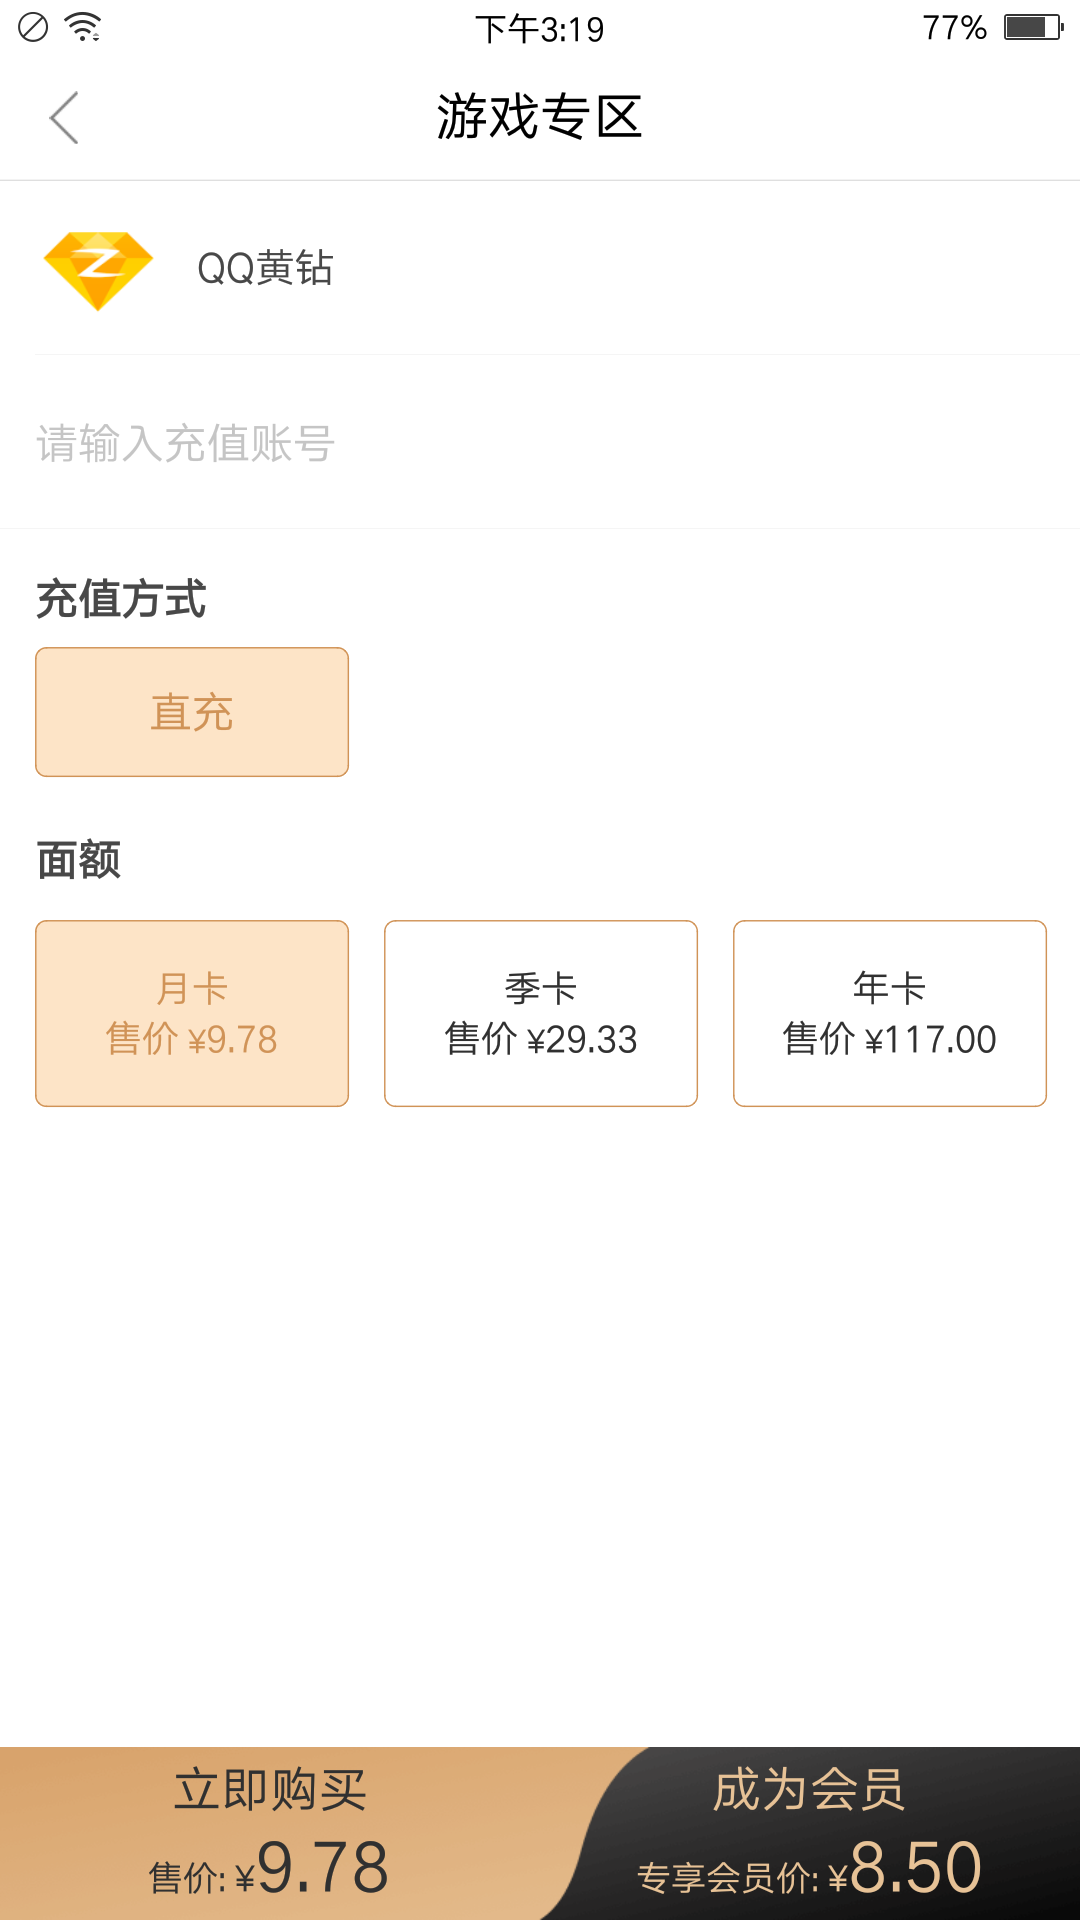 下午3:19
77%
游戏专区
QQ黄钻
请输入充值账号
充值方式
直充
面额
月卡
售价 ¥9.78
季卡
售价 ¥29.33
年卡
售价 ¥117.00
立即购买
售价: ¥9.78
成为会员
专享会员价: ¥8.50